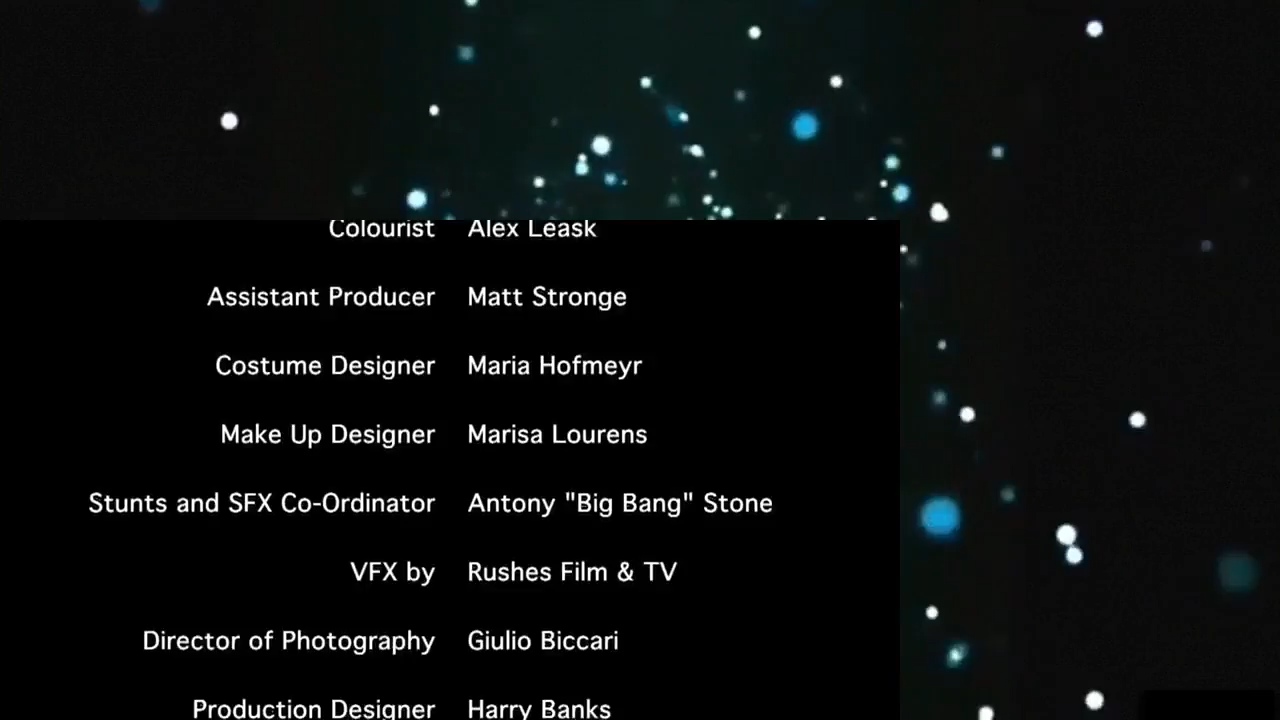 Colourist Alex Leask
Assistant Producer Matt Stronge
Costume Designer Maria Hofmeyr
Make Up Designer Marisa Lourens
Stunts and SFX Co-Ordinator Antony "Big Bang" Stone
VFX by Rushes Film & TV
Director of Photography Giulio Biccari
Production Designer Harry Banks